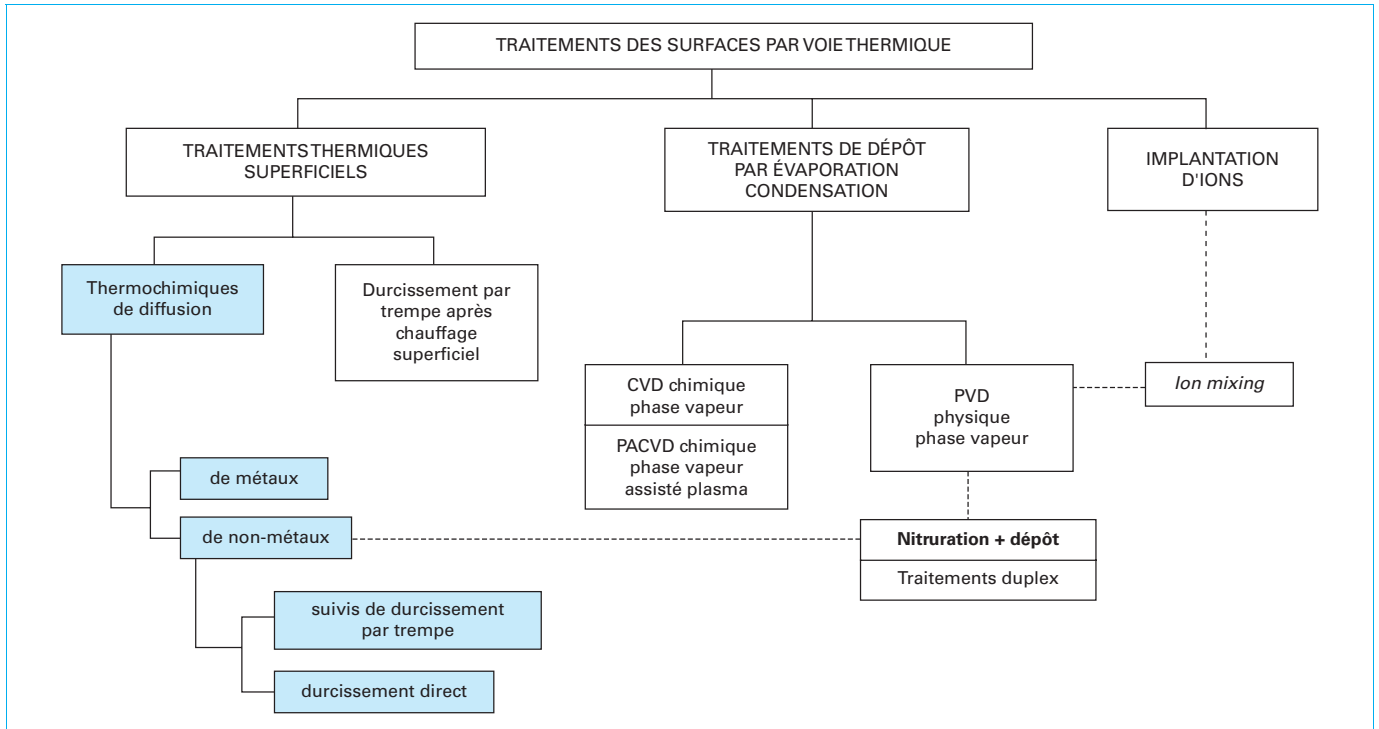 TRAITEMENTS DES SURFACES PAR VOIE THERMIQUE
TRAITEMENTS THERMIQUES
SUPERFICIELS
TRAITEMENTS DE DÉPÔT
PAR ÉVAPORATION
CONDENSATION
IMPLANTATION
D'IONS
Thermochimiques
de diffusion
Durcissement par
trempe après
chauffage
superficiel
CVD chimique
phase vapeur
PACVD chimique
phase vapeur
assisté plasma
PVD
physique
phase vapeur
Ion mixing
de métaux
de non-métaux
Nitruration + dépôt
Traitements duplex
suivis de durcissement
par trempe
durcissement direct